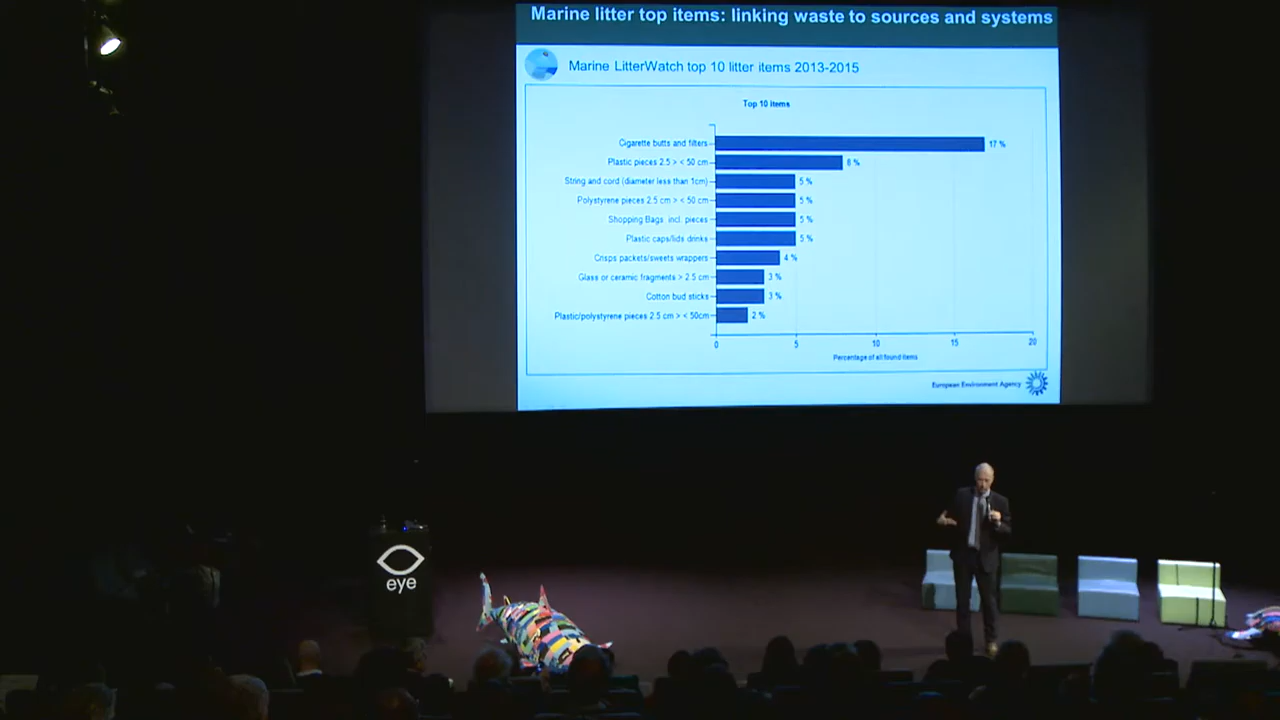 Marine litter top items: linking waste to sources and systems
Marine LitterWatch top 10 litter items 2013-2015
Top 10 items
Cigarette butts and filters 17 %
Plastic pieces 2.5 > < 50 cm 8 %
String and cord (diameter less than 1cm) 5 %
Polystyrene pieces 2.5 cm > < 50 cm 5 %
Shopping Bags incl. pieces 5 %
Plastic caps/lids drinks 5 %
Crisps packets/sweets wrappers 4 %
Glass or ceramic fragments > 2.5 cm 3 %
Cotton bud sticks 3 %
Plastic/polystyrene pieces 2.5 cm > < 50cm 2 %
0 5 10 15 20
Percentage of all found items
European Environment Agency
eye